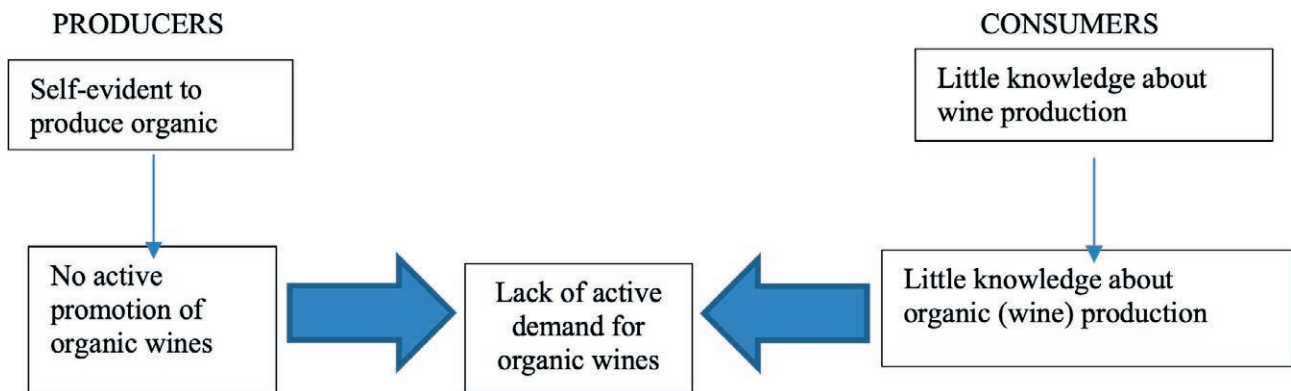 PRODUCERS
Self-evident to
produce organic
No active
promotion of
organic wines
Lack of active
demand for
organic wines
CONSUMERS
Little knowledge about
wine production
Little knowledge about
organic (wine) production